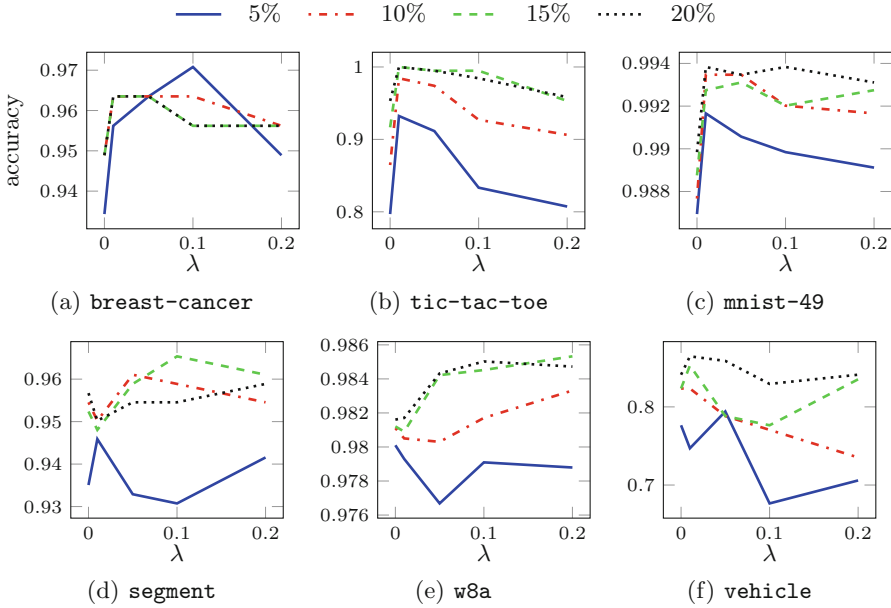 5% 10% 15% 20%
accuracy
0.97
0.96
0.95
0.94
0 0.1 0.2
λ
(a) breast-cancer
1
0.9
0.8
0 0.1 0.2
λ
(b) tic-tac-toe
0.994
0.992
0.99
0.988
0 0.1 0.2
λ
(c) mnist-49
0.96
0.95
0.94
0.93
0 0.1 0.2
λ
(d) segment
0.986
0.984
0.982
0.98
0.978
0.976
0 0.1 0.2
λ
(e) w8a
0.8
0.7
0 0.1 0.2
λ
(f) vehicle